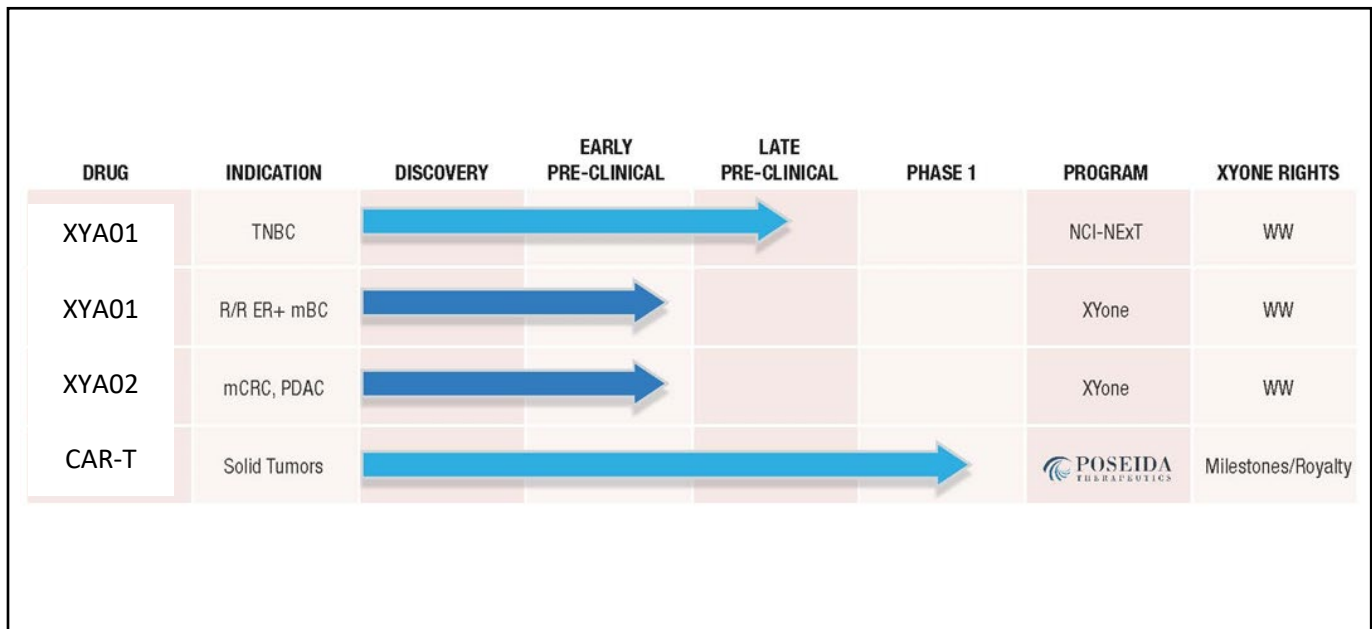 DRUG INDICATION DISCOVERY EARLY PRE-CLINICAL LATE PRE-CLINICAL PHASE 1 PROGRAM XYONE RIGHTS
XYA01 TNBC NCI-NExT WW
XYA01 R/R ER+ mBC XYone WW
XYA02 mCRC, PDAC XYone WW
CAR-T Solid Tumors POSEIDA THERAPEUTICS Milestones/Royalty